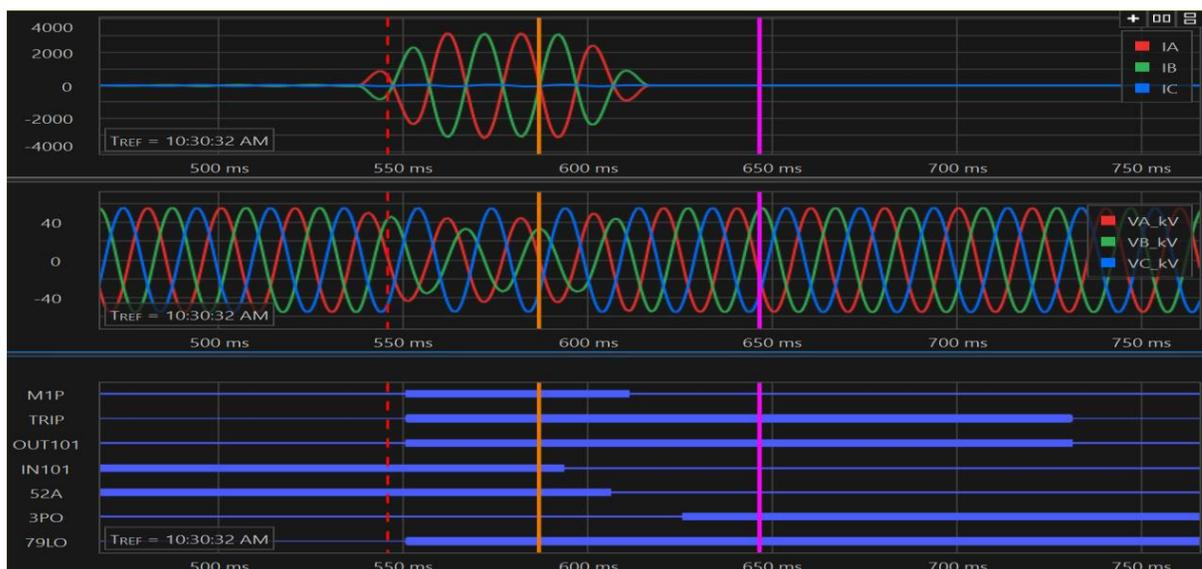 4000
2000
0
-2000
-4000
+
IA
IB
IC
TREF = 10:30:32 AM
500 ms 550 ms 600 ms 650 ms 700 ms 750 ms
40
0
-40
VA_kV
VB_kV
VC_kV
TREF = 10:30:32 AM
500 ms 550 ms 600 ms 650 ms 700 ms 750 ms
M1P
TRIP
OUT101
IN101
52A
3PO
79LO
TREF = 10:30:32 AM
500 ms 550 ms 600 ms 650 ms 700 ms 750 ms